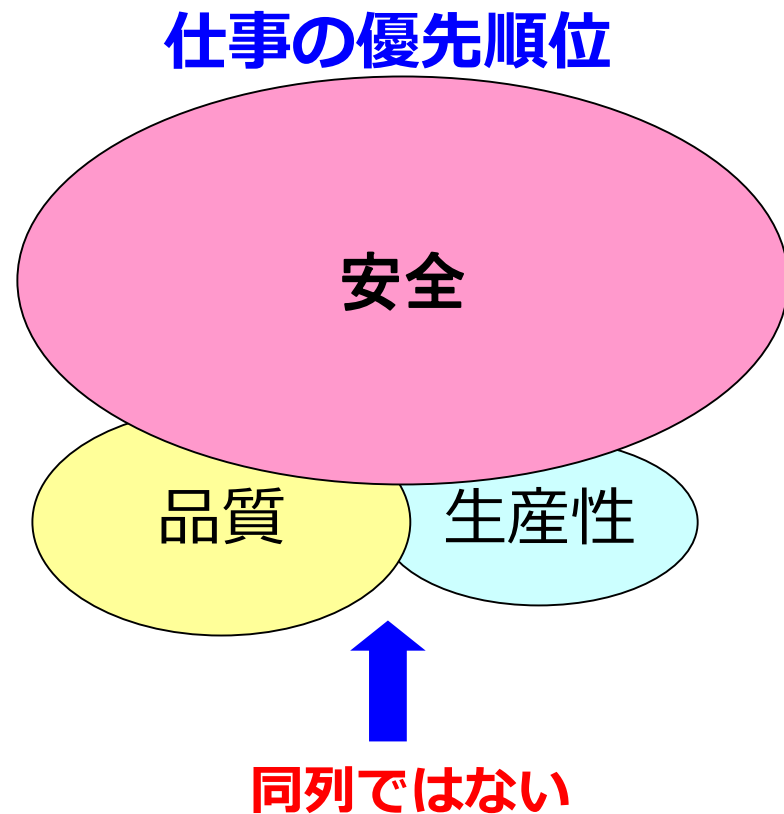 仕事の優先順位
安全
品質
生産性
同列ではない